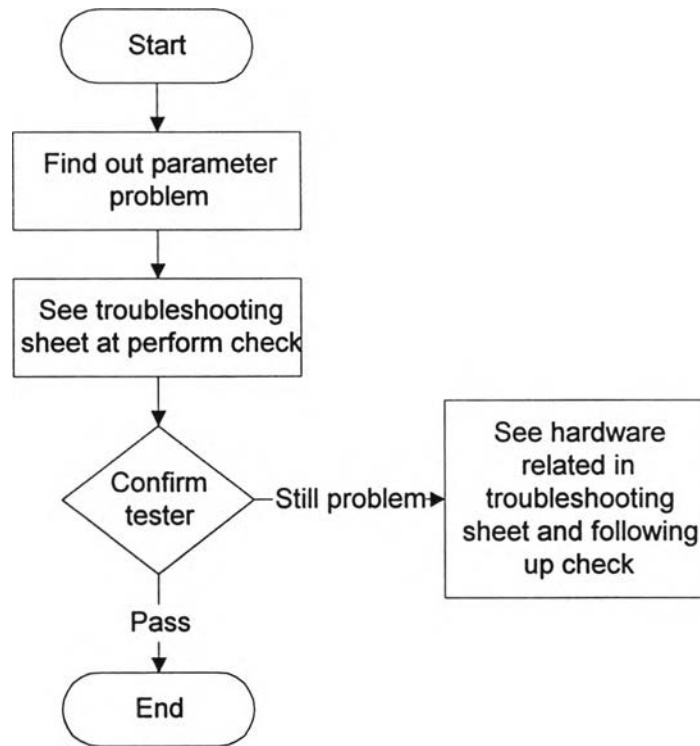 Start
Find out parameter
problem
See troubleshooting
sheet at perform check
Confirm
tester
Still problem
See hardware
related in
troubleshooting
sheet and following
up check
Pass
End